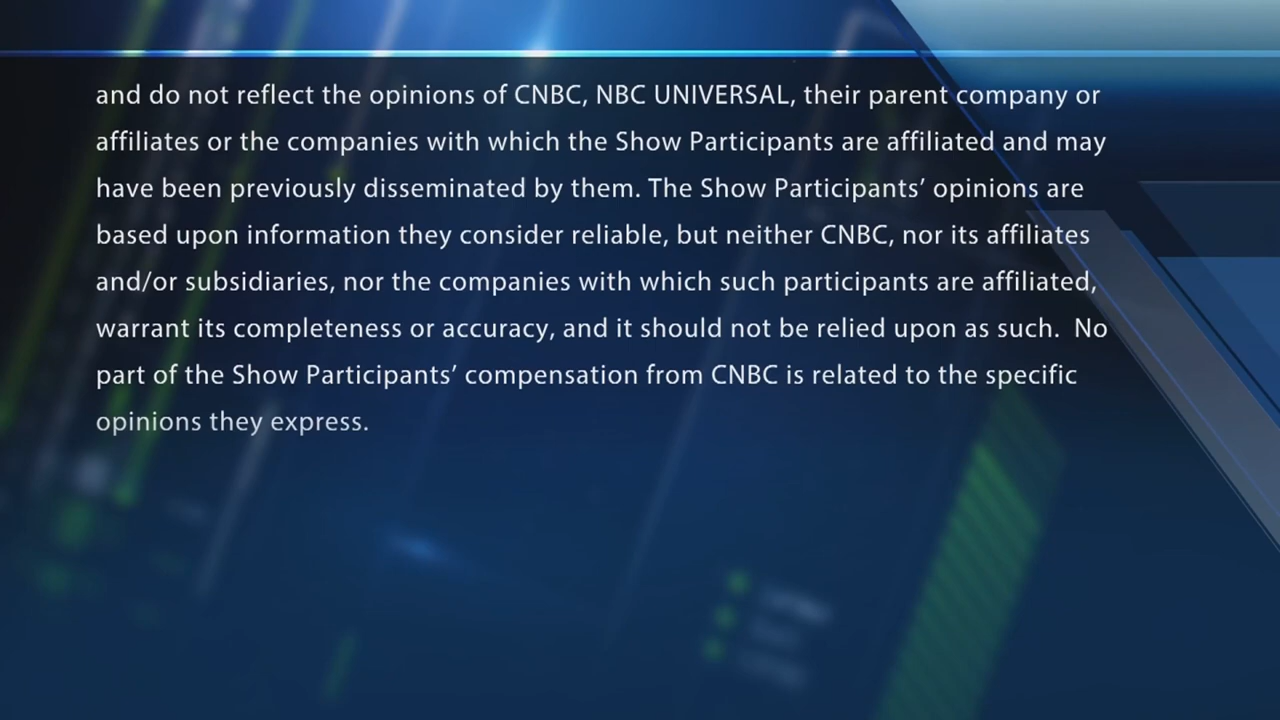 and do not reflect the opinions of CNBC, NBC UNIVERSAL, their parent company or
affiliates or the companies with which the Show Participants are affiliated and may
have been previously disseminated by them. The Show Participants’ opinions are
based upon information they consider reliable, but neither CNBC, nor its affiliates
and/or subsidiaries, nor the companies with which such participants are affiliated,
warrant its completeness or accuracy, and it should not be relied upon as such.  No
part of the Show Participants’ compensation from CNBC is related to the specific
opinions they express.